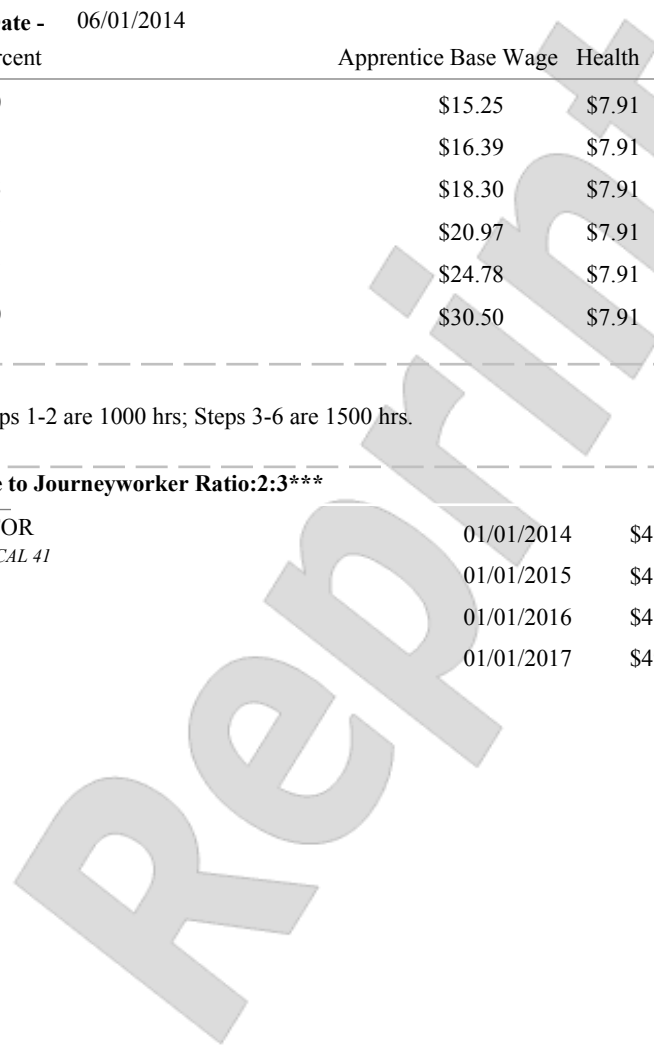 ate - 06/01/2014
rcent Apprentice Base Wage Health
$15.25 $7.91
$16.39 $7.91
$18.30 $7.91
$20.97 $7.91
$24.78 $7.91
$30.50 $7.91
ps 1-2 are 1000 hrs; Steps 3-6 are 1500 hrs.
e to Journeyworker Ratio:2:3***
OR 01/01/2014 $4
CAL 41
01/01/2015 $4
01/01/2016 $4
01/01/2017 $4
Reprint